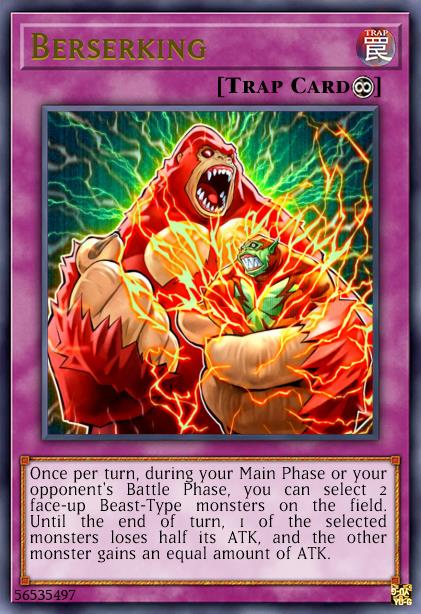 BERSERKING
TRAP
罠
[TRAP CARD]
Once per turn, during your Main Phase or your
opponent's Battle Phase, you can select 2
face-up Beast-Type monsters on the field.
Until the end of turn, 1 of the selected
monsters loses half its ATK, and the other
monster gains an equal amount of ATK.
56535497